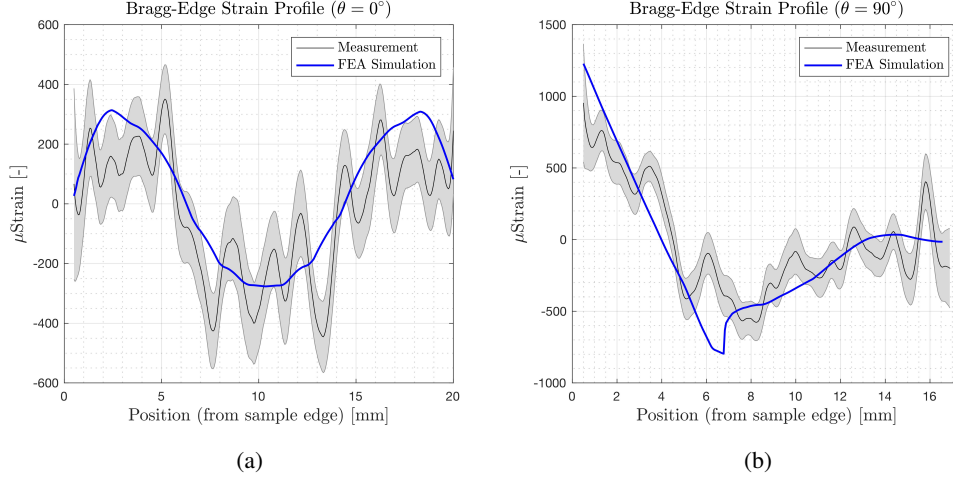 Bragg-Edge Strain Profile (θ = 0°)
600
400
200
0
-200
-400
-600
μStrain [-]
Measurement
FEA Simulation
0 5 10 15 20
Position (from sample edge) [mm]
(a)
Bragg-Edge Strain Profile (θ = 90°)
1500
1000
500
0
-500
-1000
μStrain [-]
Measurement
FEA Simulation
0 2 4 6 8 10 12 14 16
Position (from sample edge) [mm]
(b)